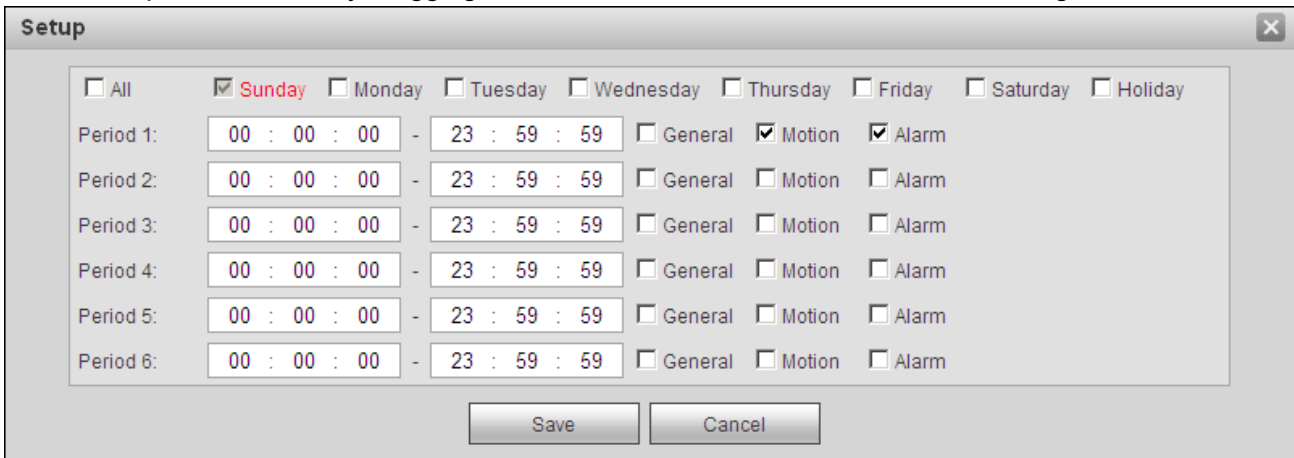 Setup
All Sunday Monday Tuesday Wednesday Thursday Friday Saturday Holiday
Period 1: 00 : 00 : 00 - 23 : 59 : 59 General Motion Alarm
Period 2: 00 : 00 : 00 - 23 : 59 : 59 General Motion Alarm
Period 3: 00 : 00 : 00 - 23 : 59 : 59 General Motion Alarm
Period 4: 00 : 00 : 00 - 23 : 59 : 59 General Motion Alarm
Period 5: 00 : 00 : 00 - 23 : 59 : 59 General Motion Alarm
Period 6: 00 : 00 : 00 - 23 : 59 : 59 General Motion Alarm
Save Cancel